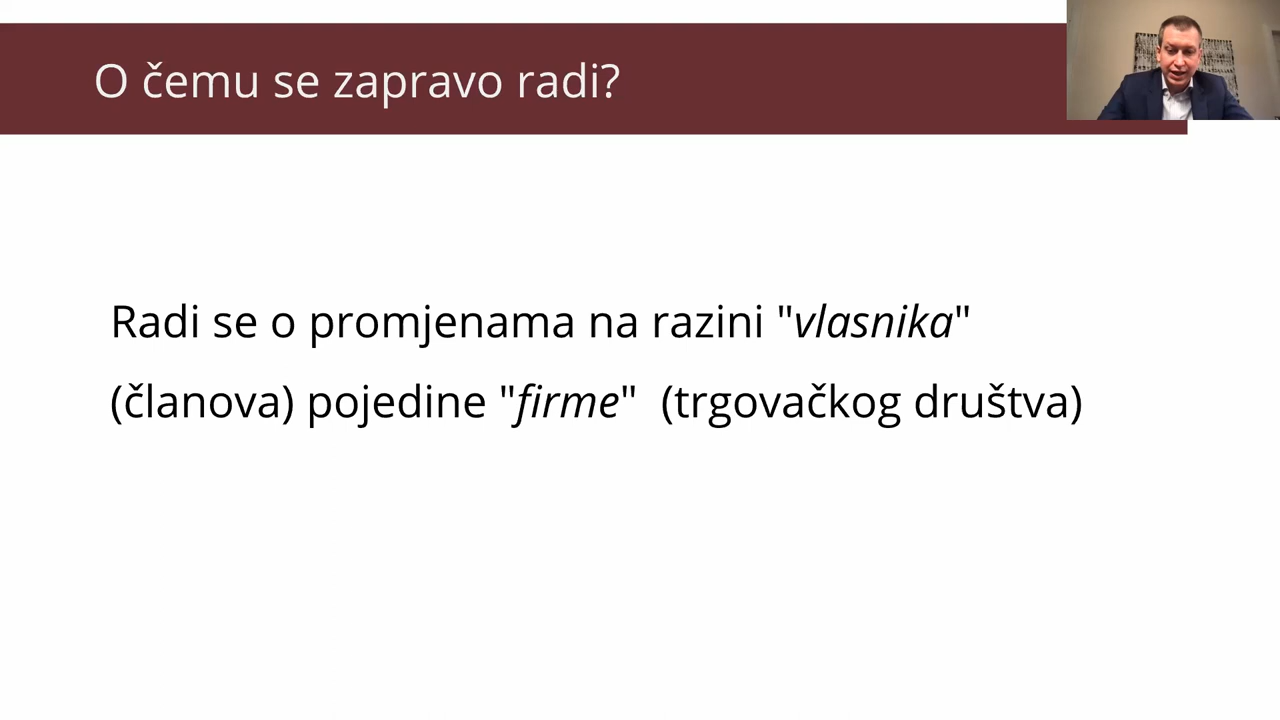 O čemu se zapravo radi?
Radi se o promjenama na razini "vlasnika"
(članova) pojedine "firme"  (trgovačkog društva)